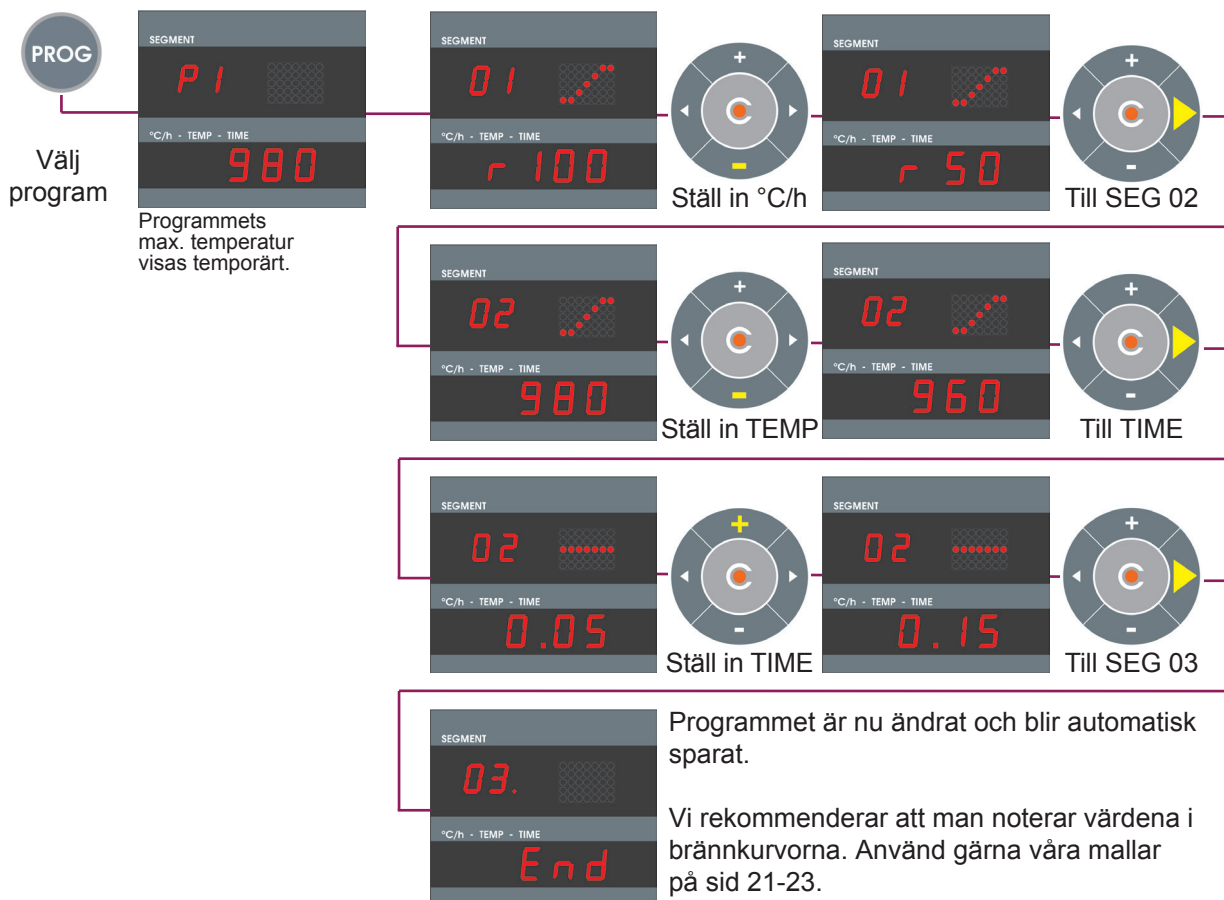 PROG
Välj
program
SEGMENT
P1
°C/h - TEMP - TIME
980
Programmets
max. temperatur
visas temporärt.
SEGMENT
01
°C/h - TEMP - TIME
r 100
+
C
-
Ställ in °C/h
SEGMENT
01
°C/h - TEMP - TIME
r 50
+
C
-
Till SEG 02
SEGMENT
02
°C/h - TEMP - TIME
980
+
C
-
Ställ in TEMP
SEGMENT
02
°C/h - TEMP - TIME
960
+
C
-
Till TIME
SEGMENT
02
°C/h - TEMP - TIME
0.05
+
C
-
Ställ in TIME
SEGMENT
02
°C/h - TEMP - TIME
0.15
+
C
-
Till SEG 03
SEGMENT
03.
°C/h - TEMP - TIME
End
Programmet är nu ändrat och blir automatisk
sparat.
Vi rekommenderar att man noterar värdena i
brännkurvorna. Använd gärna våra mallar
på sid 21-23.